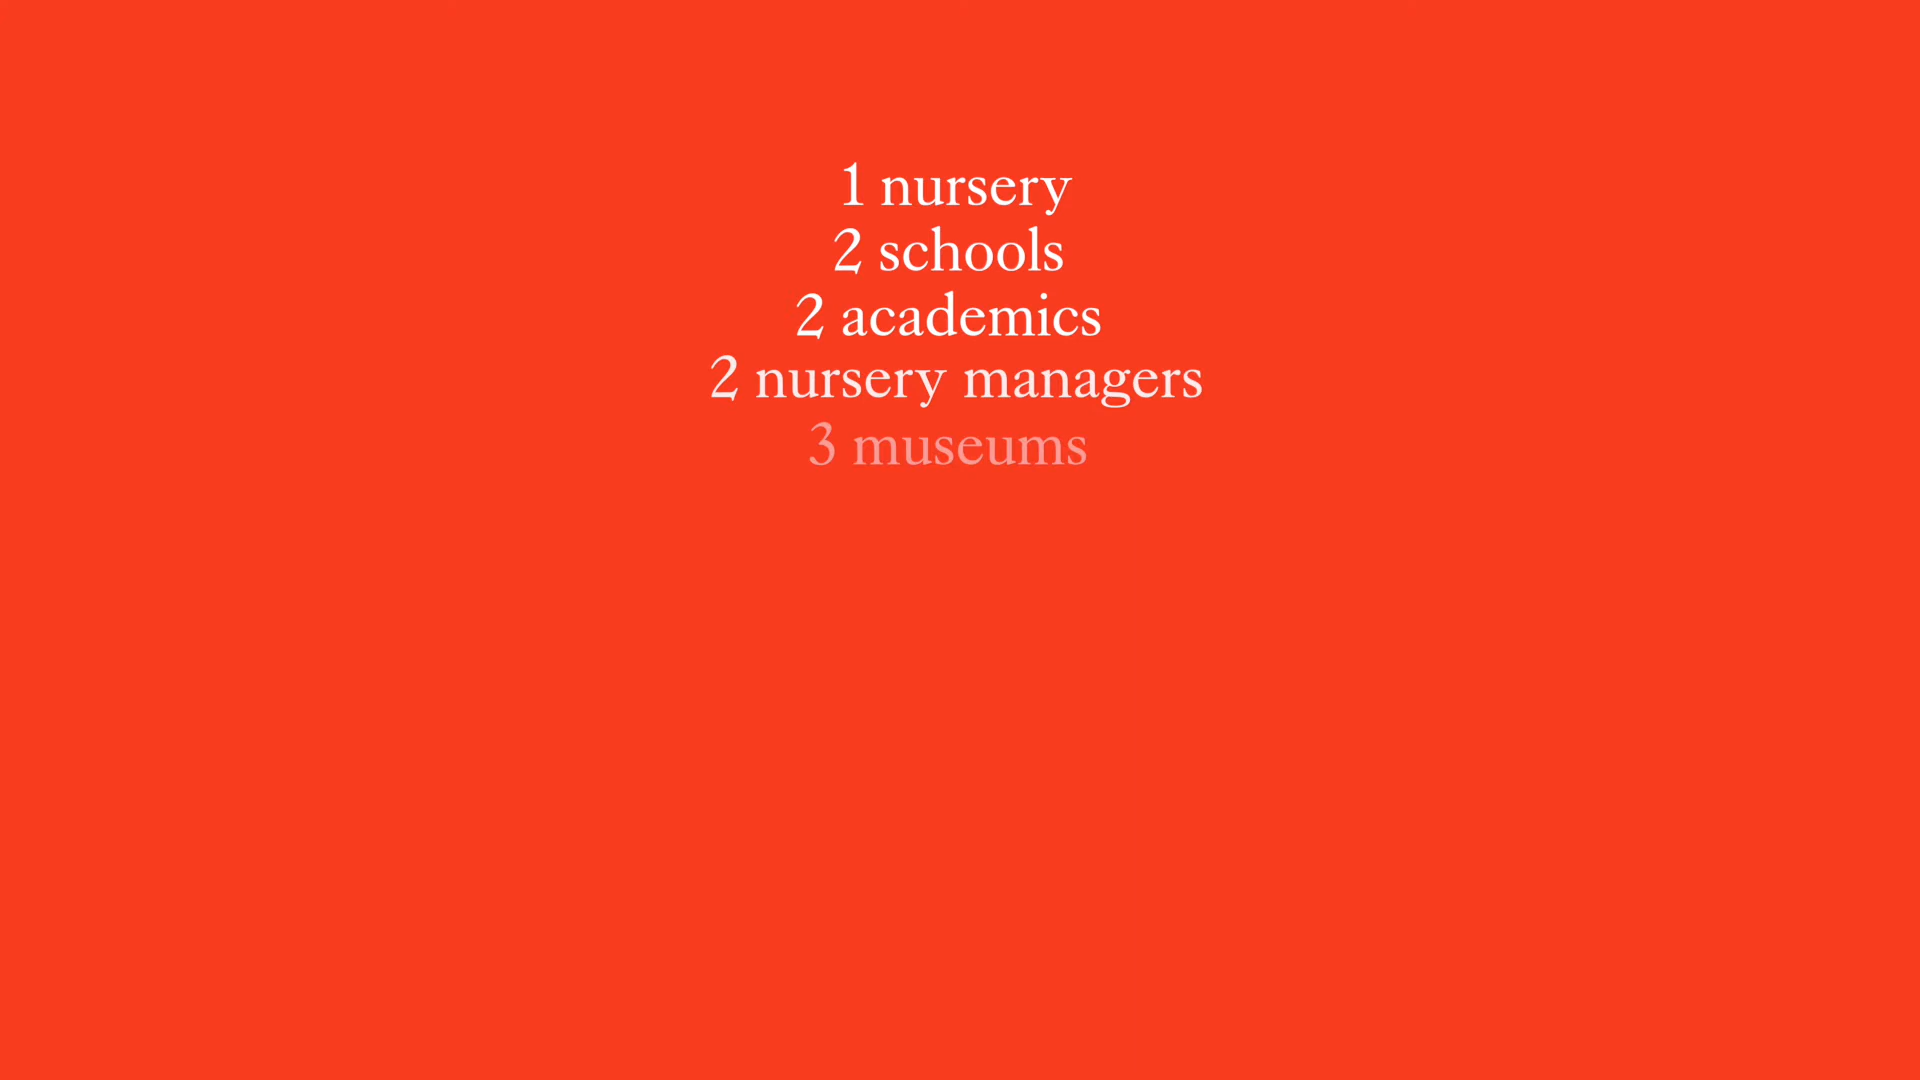 1 nursery
2 schools
2 academics
2 nursery managers
3 museums